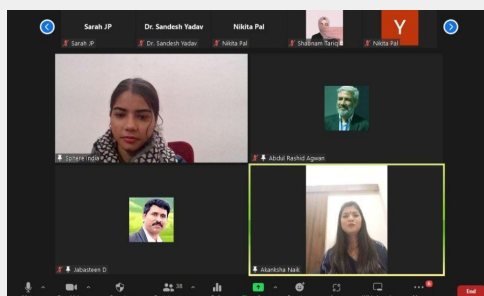 Sarah JP
Dr. Sandesh Yadav
Nikita Pal
Y
Sarah JP
Dr. Sandesh Yadav
Nikita Pal
Shabnam Tariq
Nikita Pal
Sphere India
Abdul Rashid Agwan
Jabasteen D
Akanksha Naik
38
End